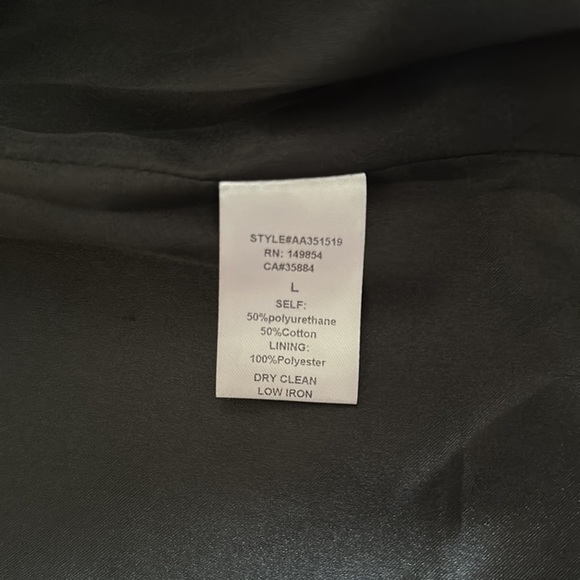 STYLE#AA351519
RN: 149854
CA#35884
L
SELF:
50%polyurethane
50%Cotton
LINING:
100%Polyester
DRY CLEAN
LOW IRON